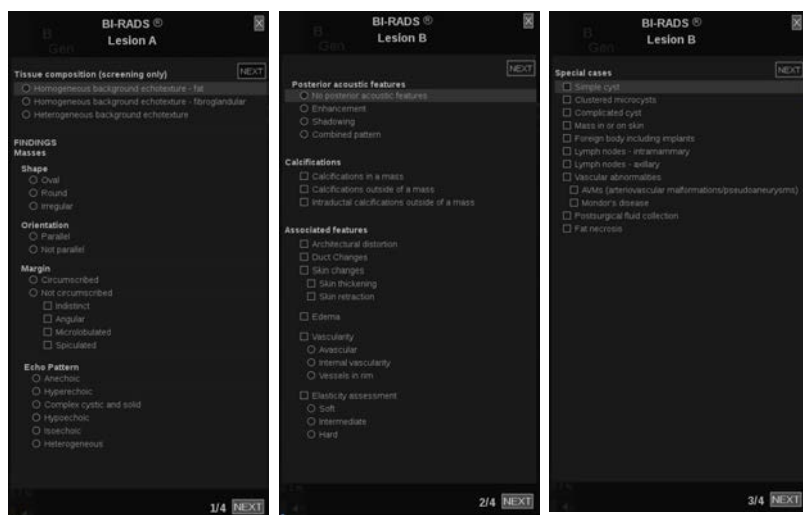 BI-RADS ®
X
Lesion A
B
Gen
NEXT
Tissue composition (screening only)
Homogeneous background echotexture - fat
Homogeneous background echotexture - fibroglandular
Heterogeneous background echotexture
FINDINGS
Masses
Shape
Oval
Round
Irregular
Orientation
Parallel
Not parallel
Margin
Circumscribed
Not circumscribed
Indistinct
Angular
Microlobulated
Spiculated
Echo Pattern
Anechoic
Hyperechoic
Complex cystic and solid
Hypoechoic
Isoechoic
Heterogeneous
1/4 NEXT
BI-RADS ®
X
Lesion B
B
Gen
NEXT
Posterior acoustic features
No posterior acoustic features
Enhancement
Shadowing
Combined pattern
Calcifications
Calcifications in a mass
Calcifications outside of a mass
Intraductal calcifications outside of a mass
Associated features
Architectural distortion
Duct Changes
Skin changes
Skin thickening
Skin retraction
Edema
Vascularity
Avascular
Internal vascularity
Vessels in rim
Elasticity assessment
Soft
Intermediate
Hard
2/4 NEXT
BI-RADS ®
X
Lesion B
B
Gen
NEXT
Special cases
Simple cyst
Clustered microcysts
Complicated cyst
Mass in or on skin
Foreign body including implants
Lymph nodes - intramammary
Lymph nodes - axillary
Vascular abnormalities
AVMs (arteriovascular malformations/pseudoaneurysms)
Mondor's disease
Postsurgical fluid collection
Fat necrosis
3/4 NEXT